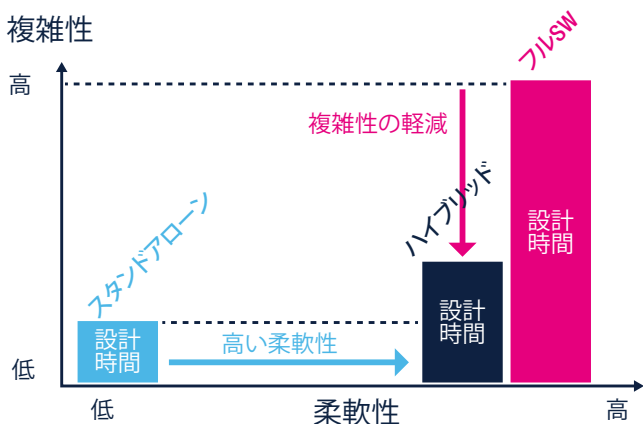 複雑性
フルSW
高
複雑性の軽減
ハイブリッド
スタンドアローン
設計
時間
設計
時間
設計
時間
高い柔軟性
低
低
柔軟性
高